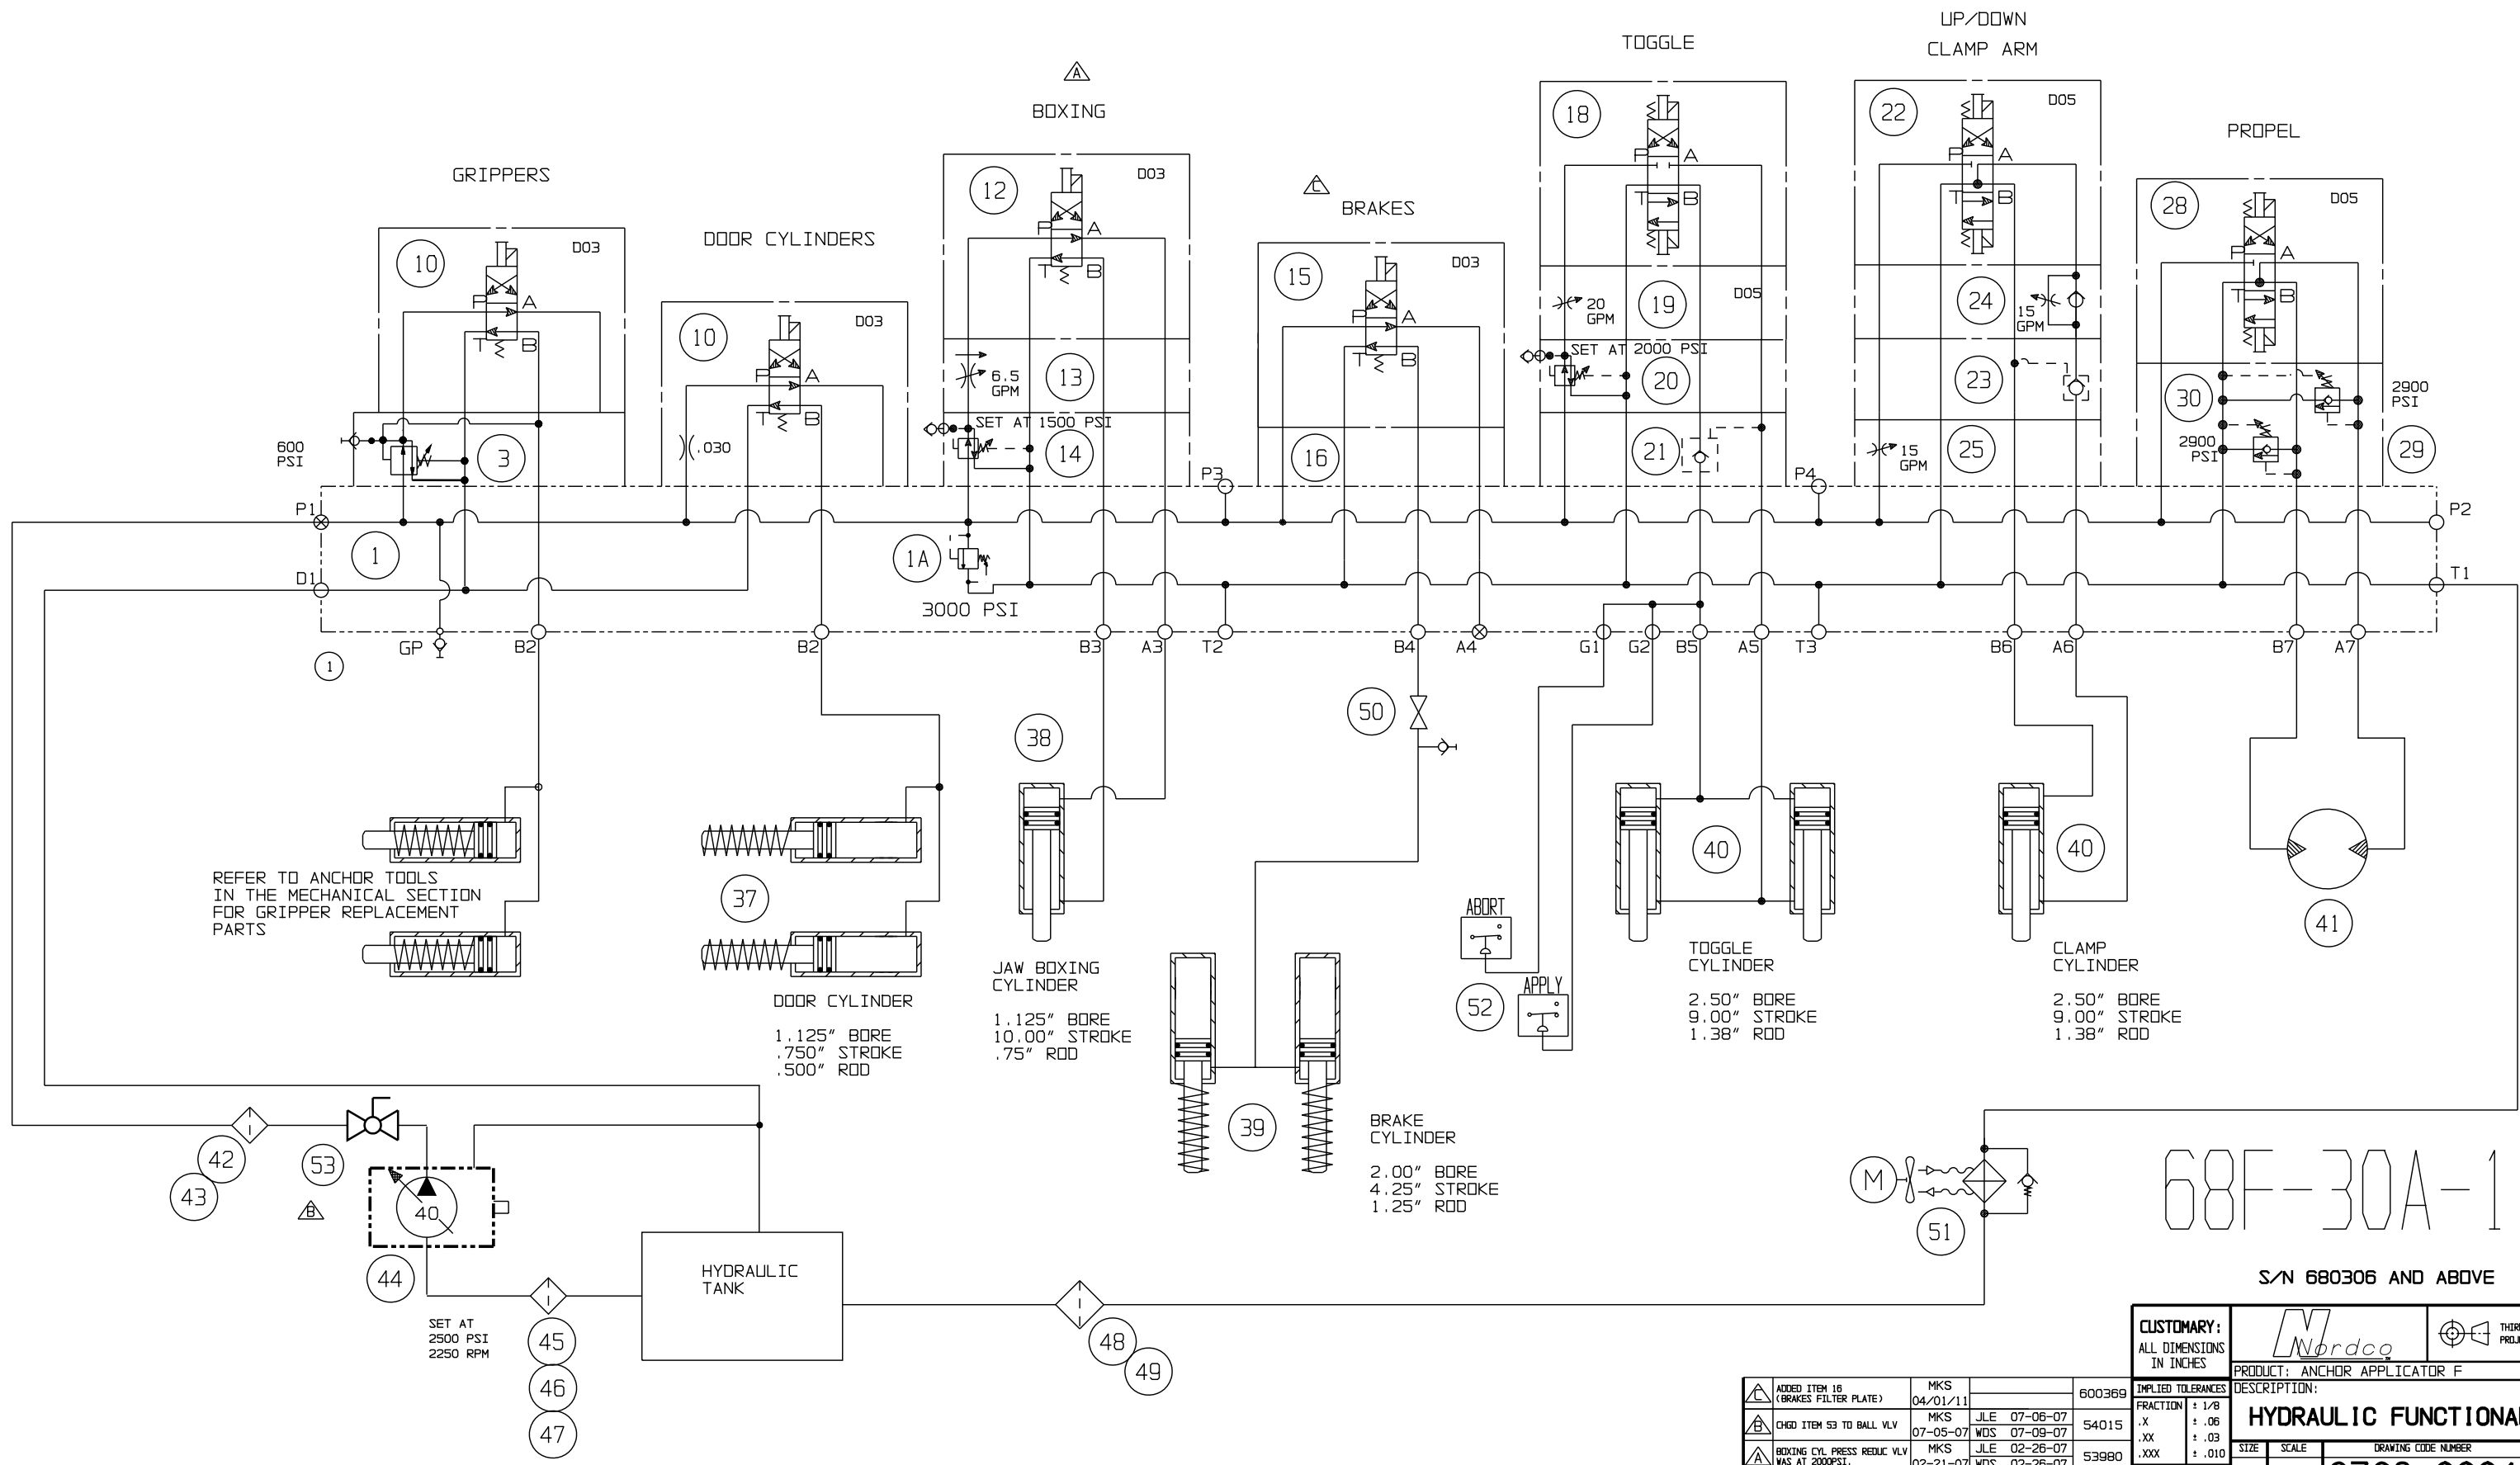 UP/DOWN
CLAMP ARM
TOGGLE
A
BOXING
PROPEL
GRIPPERS
C
BRAKES
DOOR CYLINDERS
10
D03
P
A
T
B
600
PSI
3
10
D03
P
A
T
B
.030
12
D03
P
A
T
B
6.5
GPM
13
SET AT 1500 PSI
14
15
D03
P
A
T
B
16
18
P
A
T
B
20
GPM
19
D05
SET AT 2000 PSI
20
21
22
D05
P
A
T
B
24
15
GPM
23
15
GPM
25
28
D05
P
A
T
B
30
2900
PSI
2900
PSI
29
P1
P3
P4
P2
1
1A
D1
T1
3000 PSI
GP
B2
B2
B3
A3
T2
B4
A4
G1
G2
B5
A5
T3
B6
A6
B7
A7
1
38
50
REFER TO ANCHOR TOOLS
IN THE MECHANICAL SECTION
FOR GRIPPER REPLACEMENT
PARTS
37
DOOR CYLINDER
1.125" BORE
.750" STROKE
.500" ROD
JAW BOXING
CYLINDER
1.125" BORE
10.00" STROKE
.75" ROD
39
BRAKE
CYLINDER
2.00" BORE
4.25" STROKE
1.25" ROD
ABORT
APPLY
52
40
TOGGLE
CYLINDER
2.50" BORE
9.00" STROKE
1.38" ROD
40
CLAMP
CYLINDER
2.50" BORE
9.00" STROKE
1.38" ROD
41
42
43
53
B
40
44
SET AT
2500 PSI
2250 RPM
45
46
47
HYDRAULIC
TANK
48
49
M
51
68F-30A-1
S/N 680306 AND ABOVE
CUSTOMARY:
ALL DIMENSIONS
IN INCHES
Nordco
PRODUCT: ANCHOR APPLICATOR F
IMPLIED TOLERANCES
FRACTION ± 1/8
.X ± .06
.XX ± .03
.XXX ± .010
DESCRIPTION:
SIZE SCALE DRAWING CODE NUMBER
C ADDED ITEM 16 (BRAKES FILTER PLATE) MKS 04/01/11 600369
B CHGD ITEM 53 TO BALL VLV MKS 07-05-07 JLE 07-06-07 WDS 07-09-07 54015
A BOXING CYL PRESS REDUC VLV WAS AT 2000PSI. MKS 02-21-07 JLE 02-26-07 WDS 02-26-07 53980
HYDRAULIC